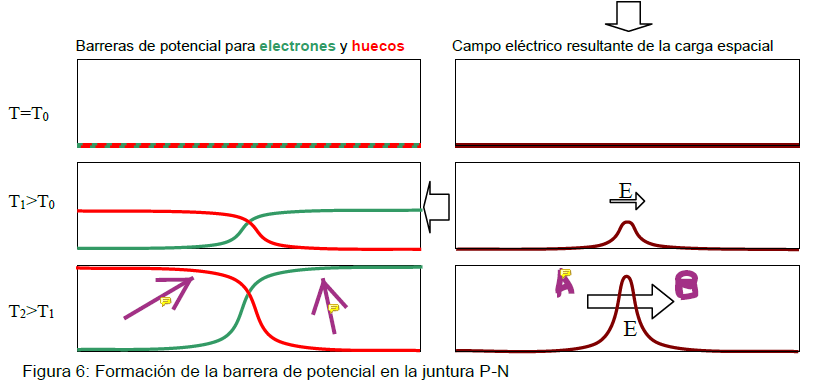 Barreras de potencial para electrones y huecos
Campo eléctrico resultante de la carga espacial
T=T₀
T₁>T₀
E
T₂>T₁
A
B
E
Figura 6: Formación de la barrera de potencial en la juntura P-N